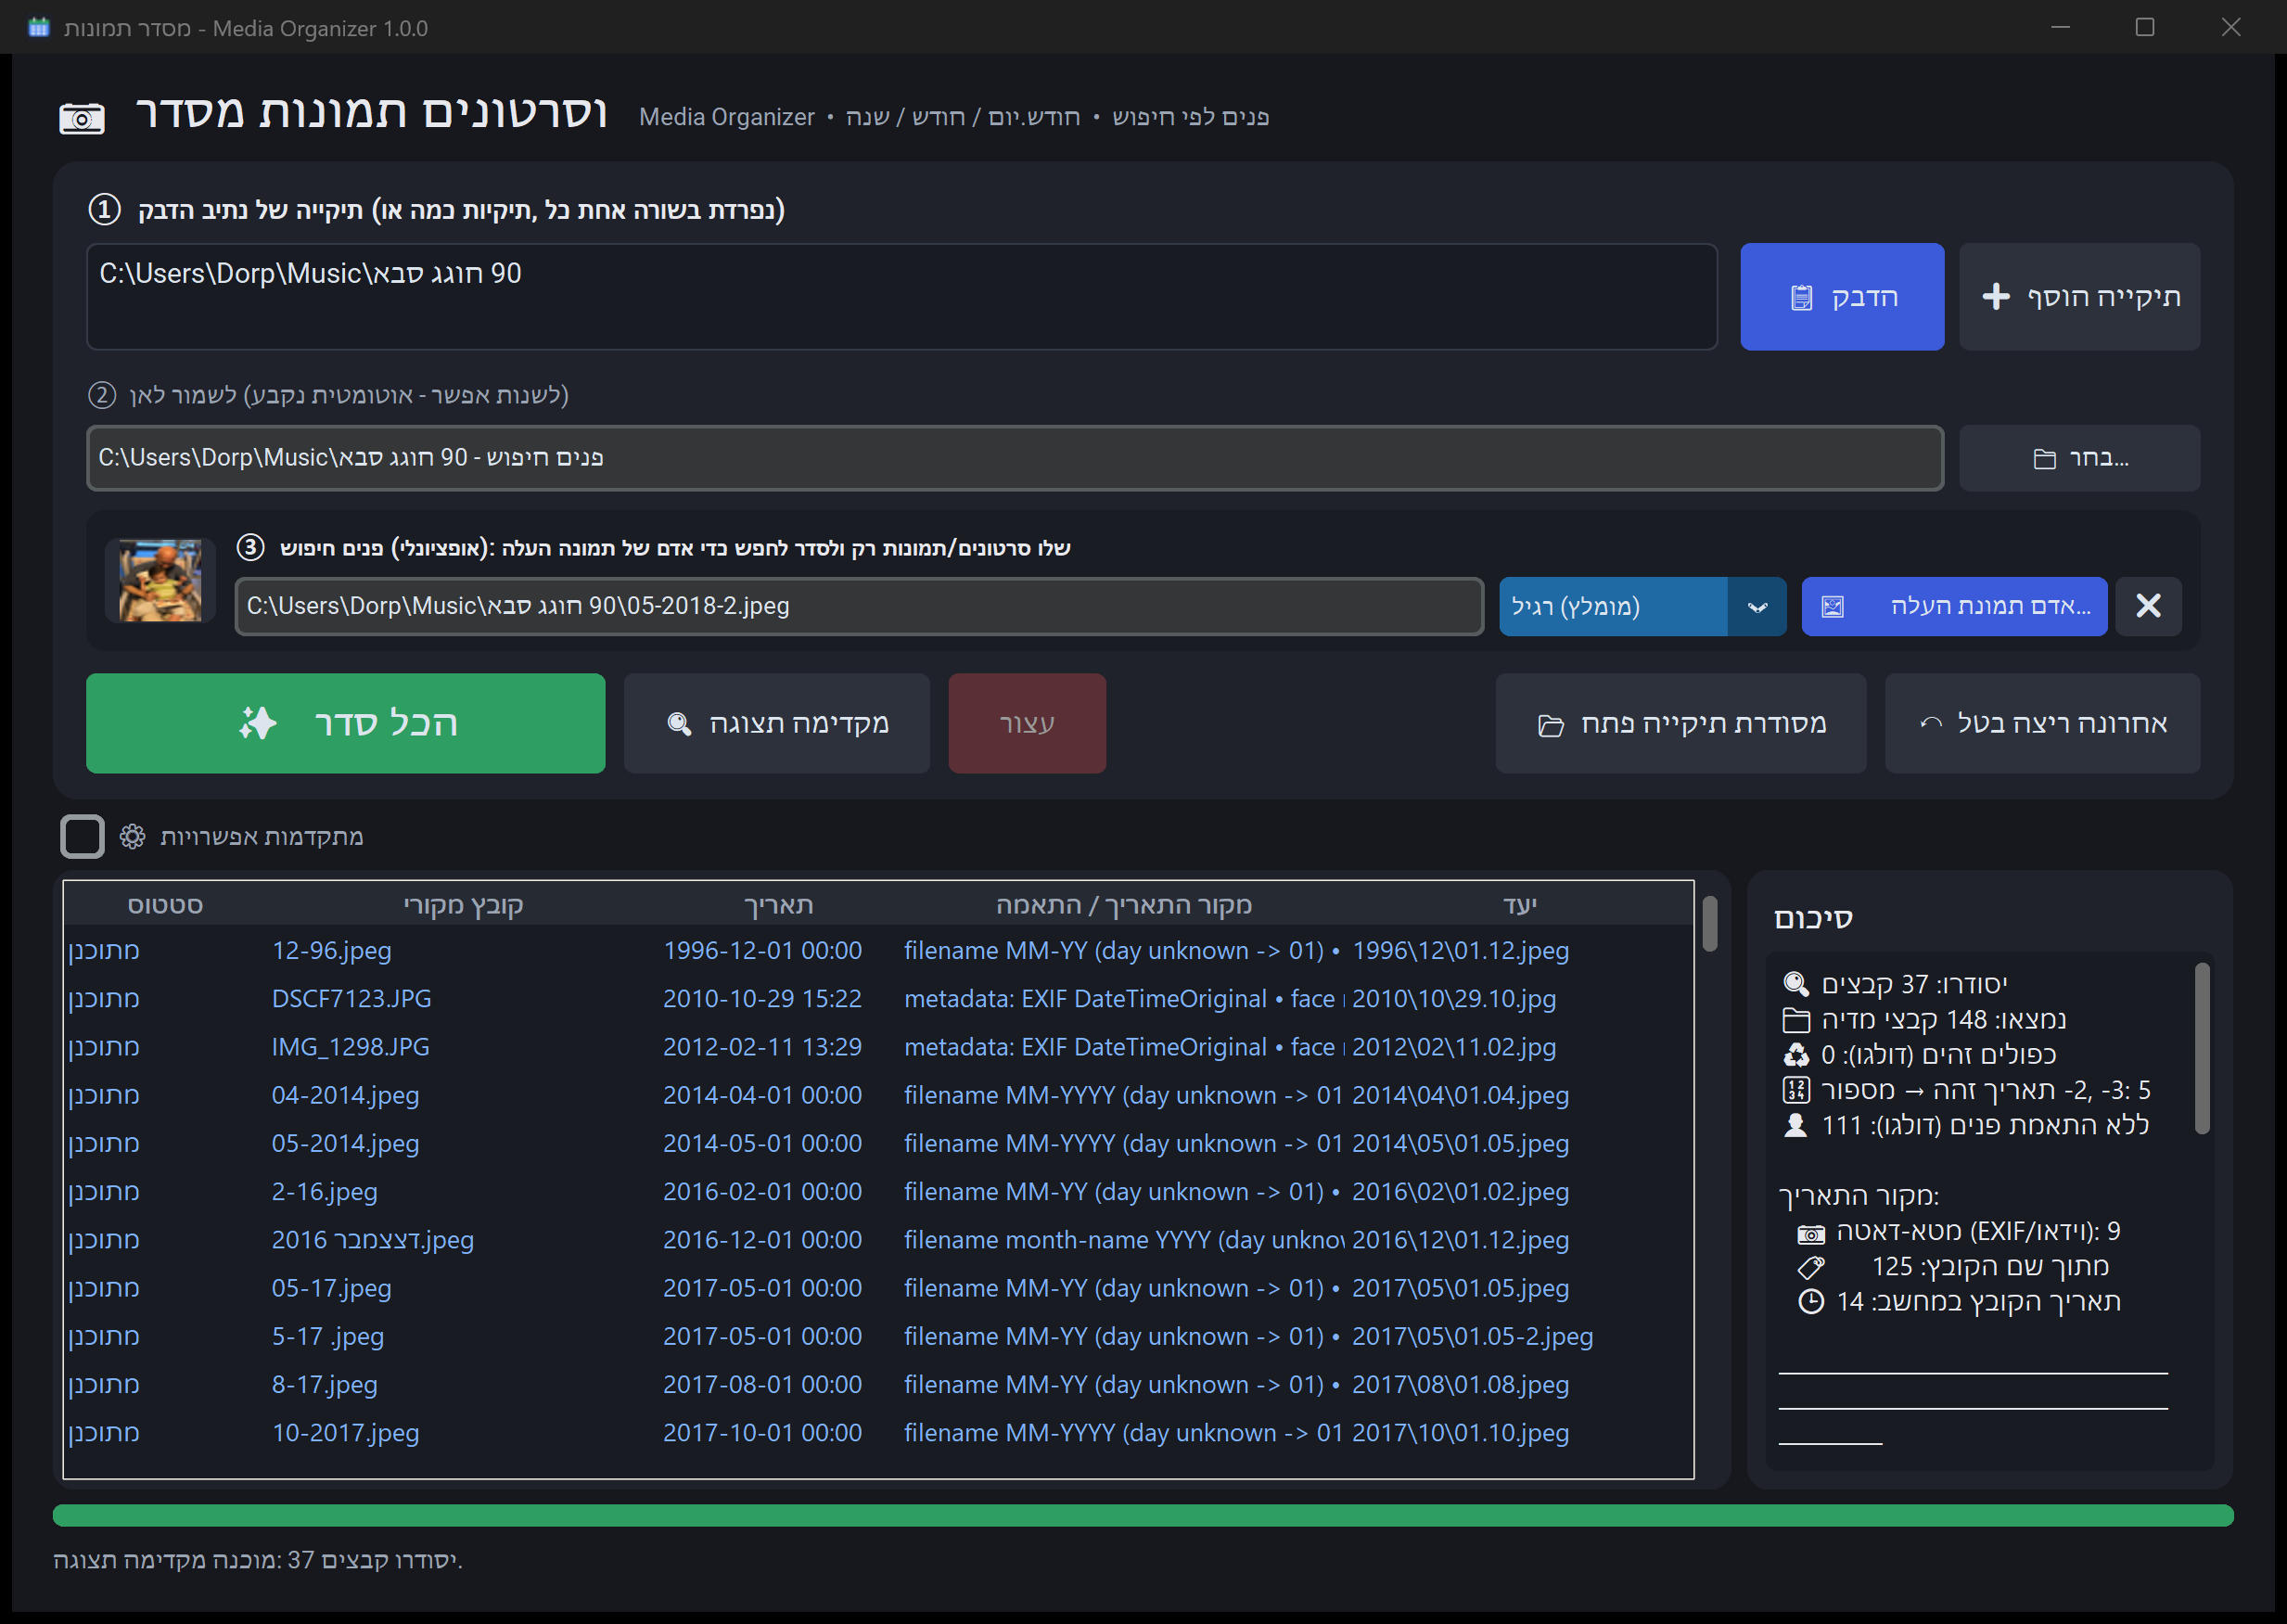 מסדר תמונות - Media Organizer 1.0.0
וסרטונים תמונות מסדר
Media Organizer • חודש.יום / חודש / שנה • פנים לפי חיפוש
① (נפרדת בשורה אחת כל ,תיקיות כמה או) תיקייה של נתיב הדבק
C:\Users\Dorp\Music\חוגג סבא 90
הדבק
תיקייה הוסף
② (לשנות אפשר - אוטומטית נקבע) לשמור לאן
C:\Users\Dorp\Music\פנים חיפוש - 90 חוגג סבא
בחר...
③ שלו סרטונים/תמונות רק ולסדר לחפש כדי אדם של תמונה העלה :(אופציונלי) פנים חיפוש
C:\Users\Dorp\Music\חוגג סבא 90\05-2018-2.jpeg
(מומלץ) רגיל
אדם תמונת העלה...
הכל סדר
מקדימה תצוגה
עצור
מסודרת תיקייה פתח
אחרונה ריצה בטל
מתקדמות אפשרויות
סטטוס קובץ מקורי תאריך מקור התאריך / התאמה יעד
מתוכנן 12-96.jpeg 1996-12-01 00:00 filename MM-YY (day unknown -> 01) • 1996\12\01.12.jpeg
מתוכנן DSCF7123.JPG 2010-10-29 15:22 metadata: EXIF DateTimeOriginal • face 2010\10\29.10.jpg
מתוכנן IMG_1298.JPG 2012-02-11 13:29 metadata: EXIF DateTimeOriginal • face 2012\02\11.02.jpg
מתוכנן 04-2014.jpeg 2014-04-01 00:00 filename MM-YYYY (day unknown -> 01 2014\04\01.04.jpeg
מתוכנן 05-2014.jpeg 2014-05-01 00:00 filename MM-YYYY (day unknown -> 01 2014\05\01.05.jpeg
מתוכנן 2-16.jpeg 2016-02-01 00:00 filename MM-YY (day unknown -> 01) • 2016\02\01.02.jpeg
מתוכנן דצצמבר 2016.jpeg 2016-12-01 00:00 filename month-name YYYY (day unknov 2016\12\01.12.jpeg
מתוכנן 05-17.jpeg 2017-05-01 00:00 filename MM-YY (day unknown -> 01) • 2017\05\01.05.jpeg
מתוכנן 5-17 .jpeg 2017-05-01 00:00 filename MM-YY (day unknown -> 01) • 2017\05\01.05-2.jpeg
מתוכנן 8-17.jpeg 2017-08-01 00:00 filename MM-YY (day unknown -> 01) • 2017\08\01.08.jpeg
מתוכנן 10-2017.jpeg 2017-10-01 00:00 filename MM-YYYY (day unknown -> 01 2017\10\01.10.jpeg
סיכום
יסודרו: 37 קבצים
נמצאו: 148 קבצי מדיה
כפולים זהים (דולגו): 0
תאריך זהה → מספור -2, -3: 5
ללא התאמת פנים (דולגו): 111
מקור התאריך:
מטא-דאטה (EXIF/וידאו): 9
מתוך שם הקובץ: 125
תאריך הקובץ במחשב: 14
יסודרו קבצים 37 :מוכנה מקדימה תצוגה.